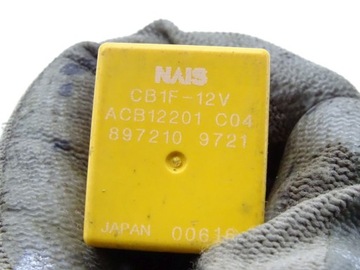 NAIS
CB1F-12V
ACB12201 C04
897210 9721
JAPAN 00616